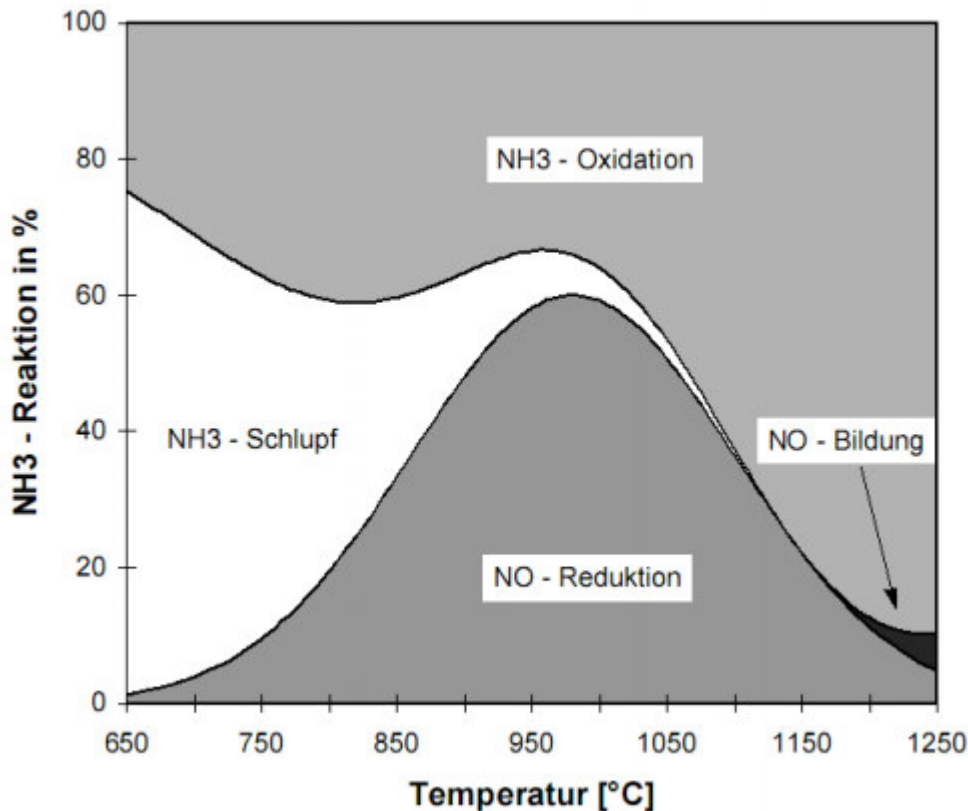 100
80
60
40
20
0
NH3 - Reaktion in %
NH3 - Oxidation
NH3 - Schlupf
NO - Bildung
NO - Reduktion
650 750 850 950 1050 1150 1250
Temperatur [°C]